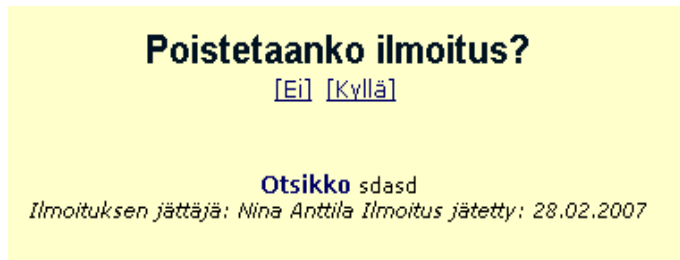 Poistetaanko ilmoitus?
[Ei] [Kyllä]
Otsikko sdasd
Ilmoituksen jättäjä: Nina Anttila Ilmoitus jätetty: 28.02.2007